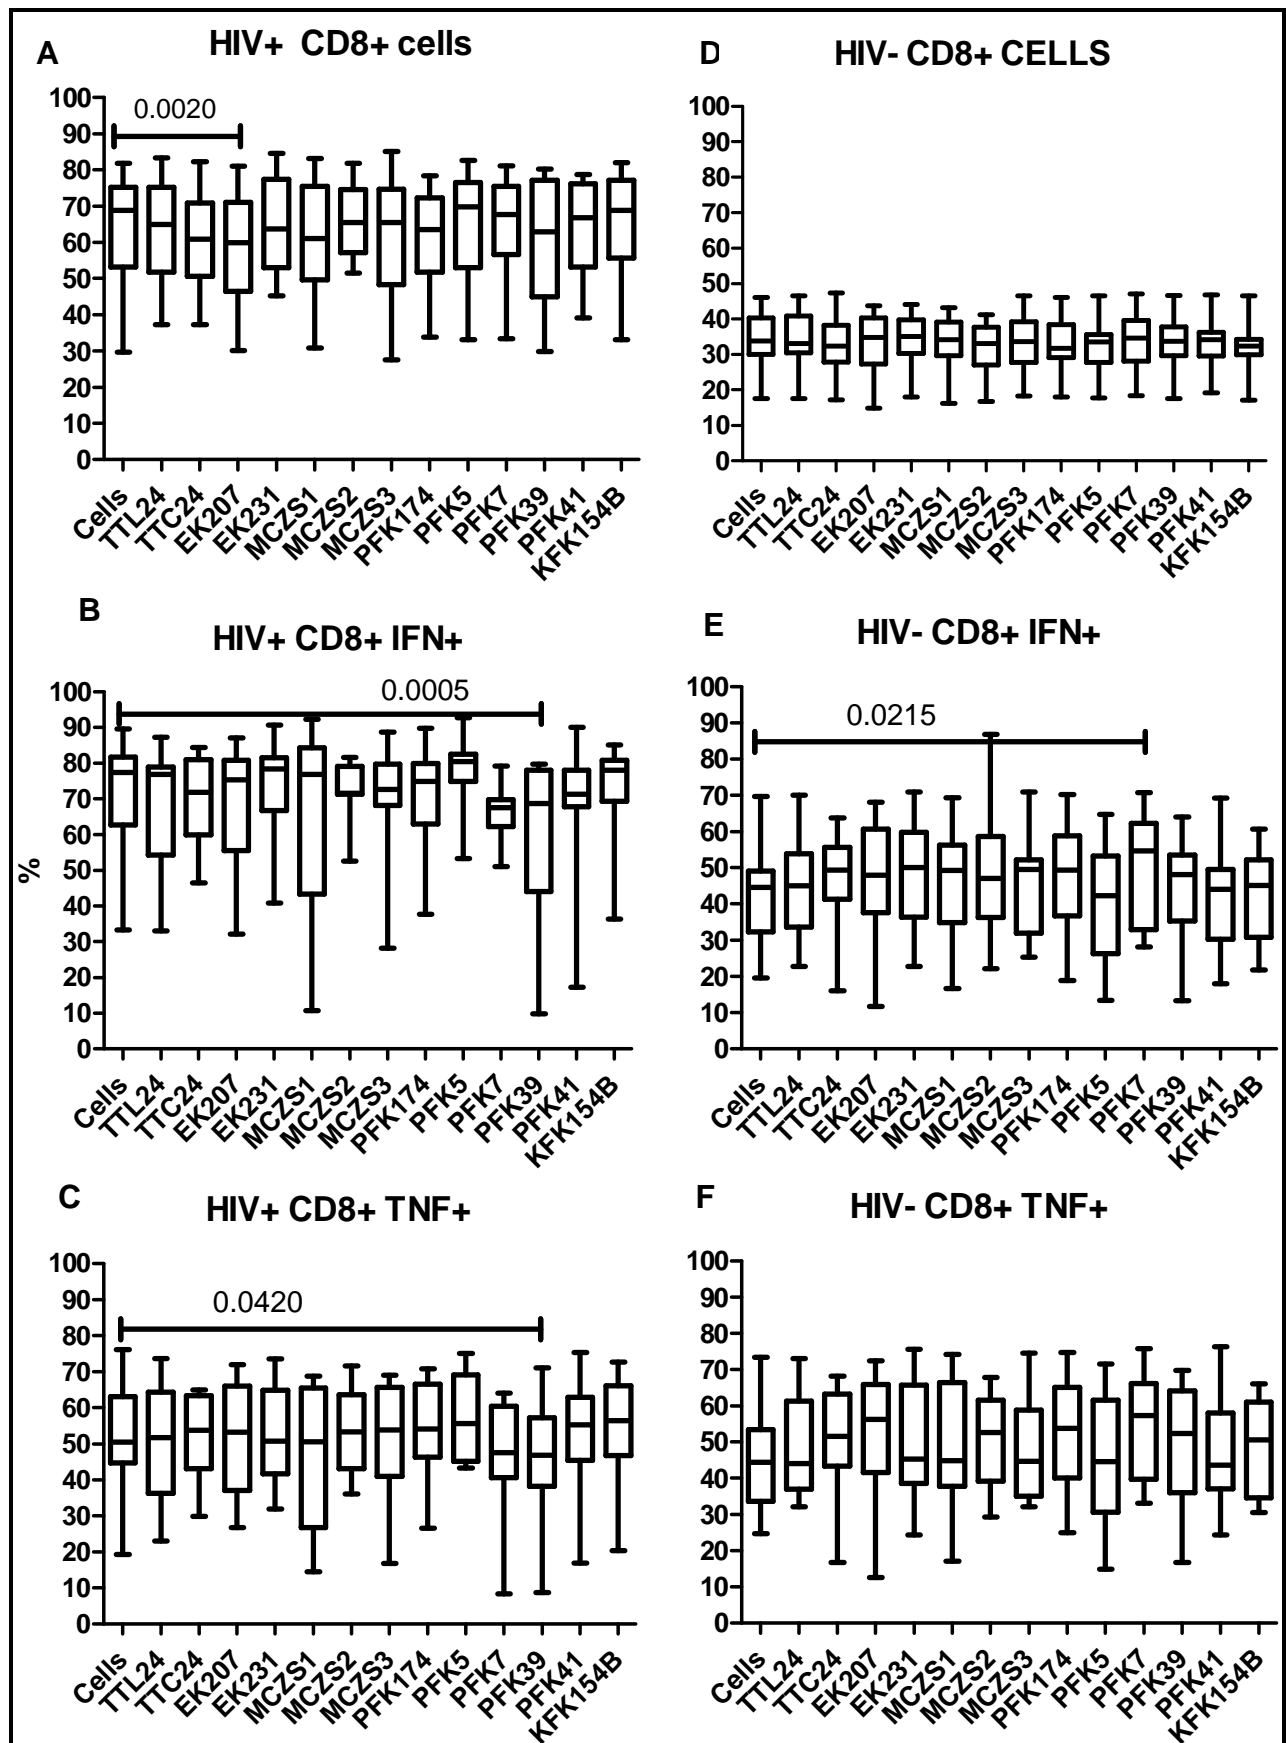 A
HIV+ CD8+ cells
0.0020
100
90
80
70
60
50
40
30
20
10
0
Cells
TTL24
TTC24
EK207
EK231
MCZS1
MCZS2
MCZS3
PFK174
PFK5
PFK7
PFK39
PFK41
KFK154B
D
HIV- CD8+ CELLS
100
90
80
70
60
50
40
30
20
10
0
Cells
TTL24
TTC24
EK207
EK231
MCZS1
MCZS2
MCZS3
PFK174
PFK5
PFK7
PFK39
PFK41
KFK154B
B
HIV+ CD8+ IFN+
0.0005
%
100
90
80
70
60
50
40
30
20
10
0
Cells
TTL24
TTC24
EK207
EK231
MCZS1
MCZS2
MCZS3
PFK174
PFK5
PFK7
PFK39
PFK41
KFK154B
E
HIV- CD8+ IFN+
0.0215
100
90
80
70
60
50
40
30
20
10
0
Cells
TTL24
TTC24
EK207
EK231
MCZS1
MCZS2
MCZS3
PFK174
PFK5
PFK7
PFK39
PFK41
KFK154B
C
HIV+ CD8+ TNF+
0.0420
100
90
80
70
60
50
40
30
20
10
0
Cells
TTL24
TTC24
EK207
EK231
MCZS1
MCZS2
MCZS3
PFK174
PFK5
PFK7
PFK39
PFK41
KFK154B
F
HIV- CD8+ TNF+
100
90
80
70
60
50
40
30
20
10
0
Cells
TTL24
TTC24
EK207
EK231
MCZS1
MCZS2
MCZS3
PFK174
PFK5
PFK7
PFK39
PFK41
KFK154B